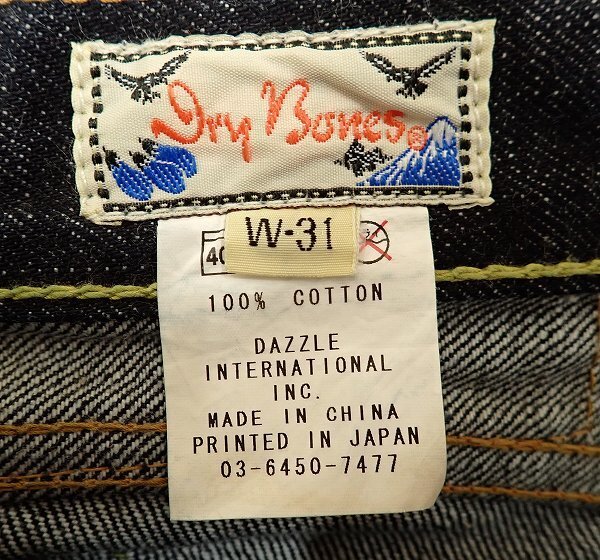 Dry Bones®
W-31
40
100% COTTON
DAZZLE
INTERNATIONAL
INC.
MADE IN CHINA
PRINTED IN JAPAN
03-6450-7477